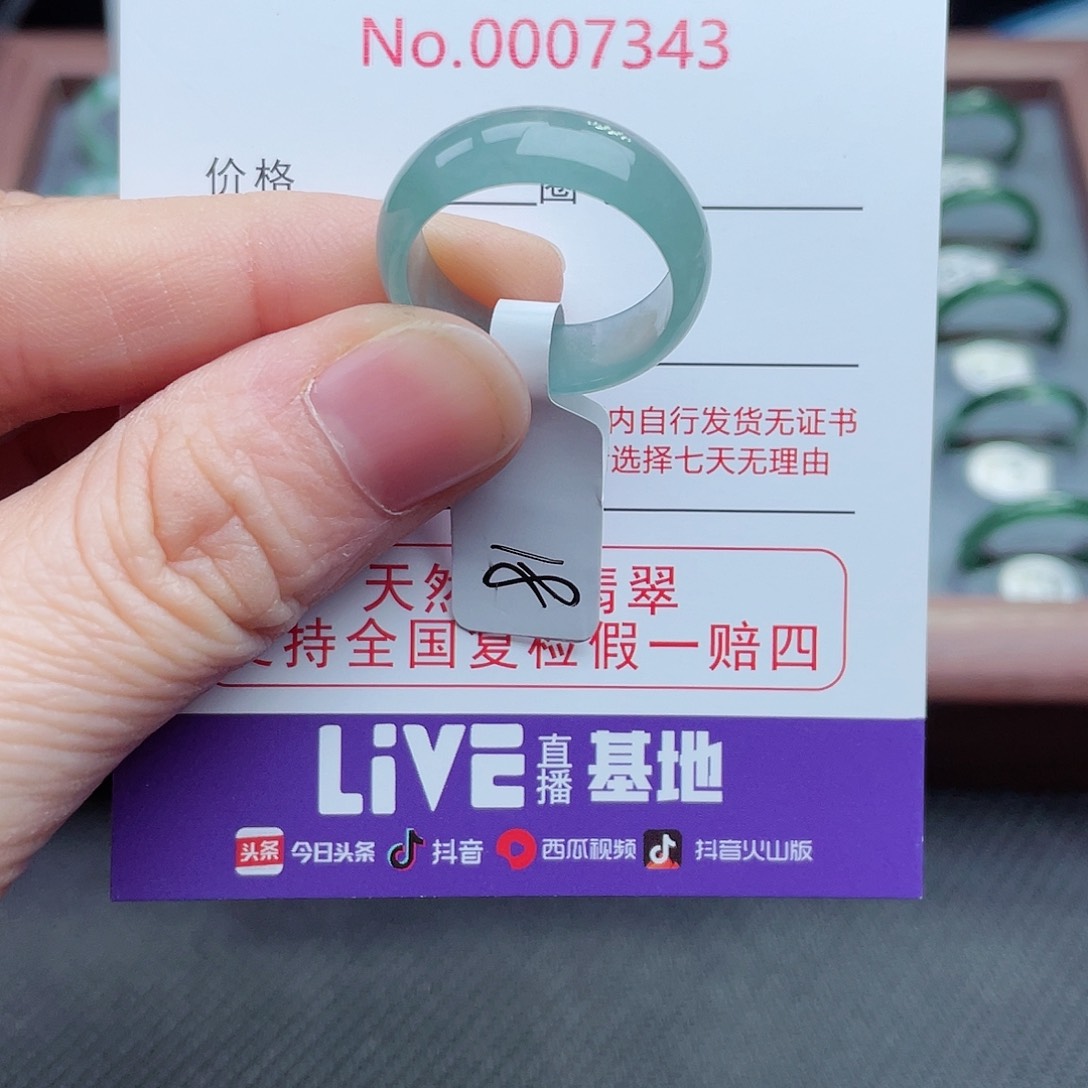 No.0007343
价格
圈
内自行发货无证书
选择七天无理由
天然 翡翠
持全国复检假一赔四
LiVE直播基地
头条 今日头条 抖音 西瓜视频 抖音火山版